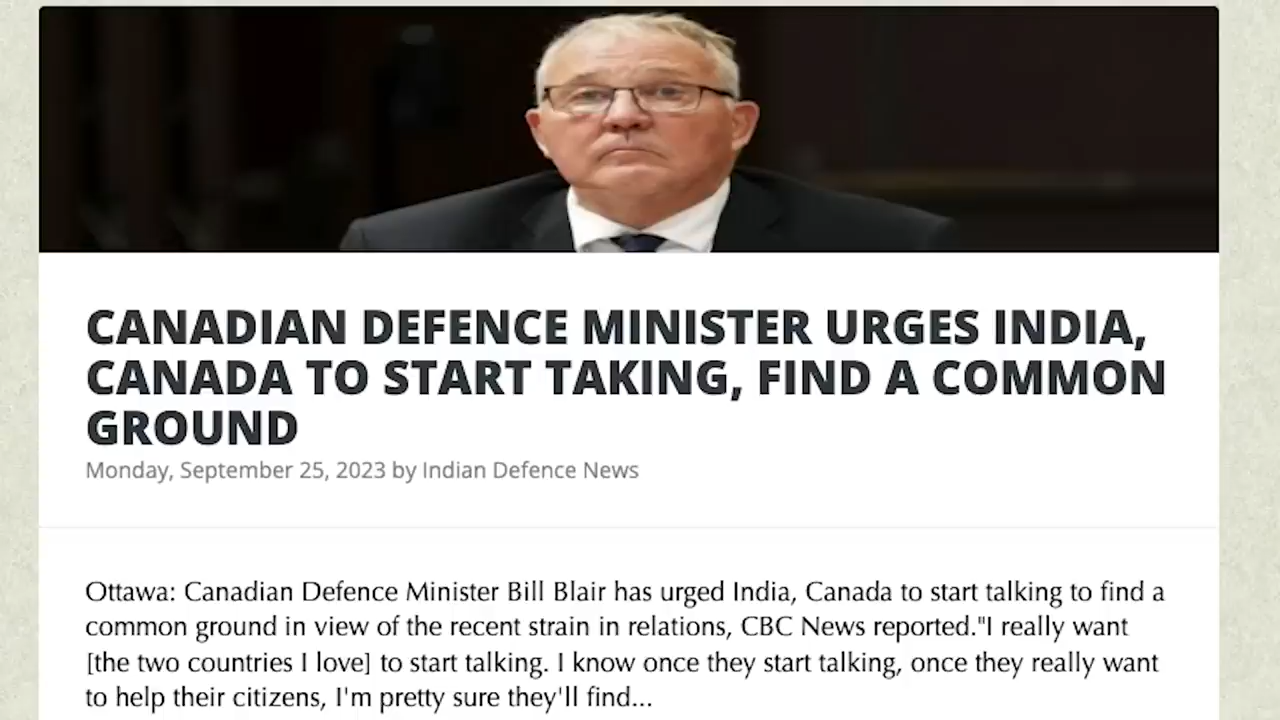 CANADIAN DEFENCE MINISTER URGES INDIA,
CANADA TO START TAKING, FIND A COMMON
GROUND
Monday, September 25, 2023 by Indian Defence News
Ottawa: Canadian Defence Minister Bill Blair has urged India, Canada to start talking to find a
common ground in view of the recent strain in relations, CBC News reported."I really want
[the two countries I love] to start talking. I know once they start talking, once they really want
to help their citizens, I'm pretty sure they'll find...